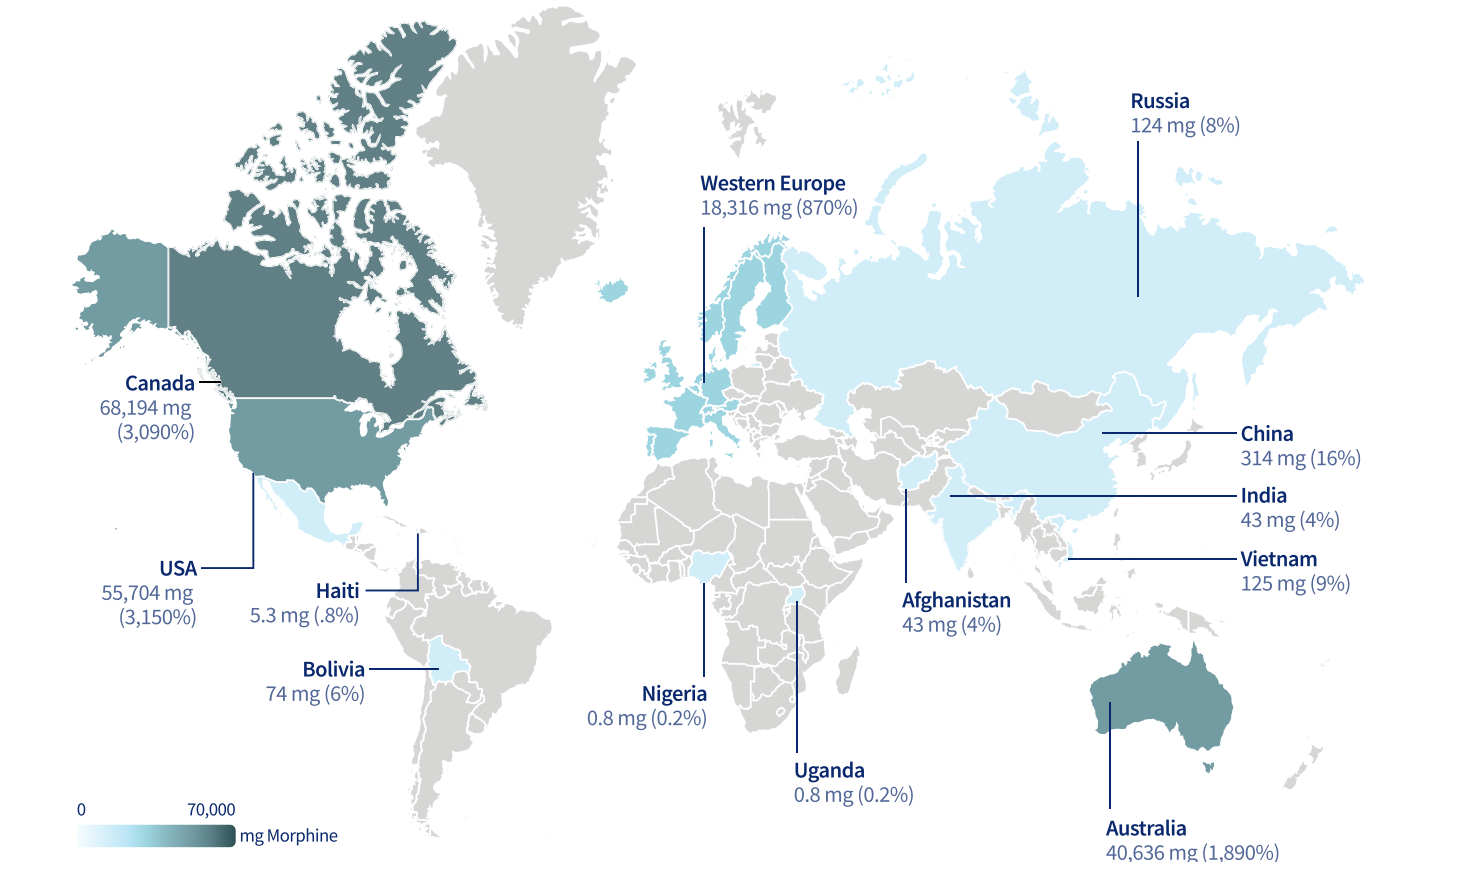 Russia
124 mg (8%)
Western Europe
18,316 mg (870%)
Canada
68,194 mg
(3,090%)
China
314 mg (16%)
India
43 mg (4%)
Vietnam
125 mg (9%)
USA
55,704 mg
(3,150%)
Haiti
5.3 mg (.8%)
Afghanistan
43 mg (4%)
Bolivia
74 mg (6%)
Nigeria
0.8 mg (0.2%)
Uganda
0.8 mg (0.2%)
Australia
40,636 mg (1,890%)
0 70,000
mg Morphine